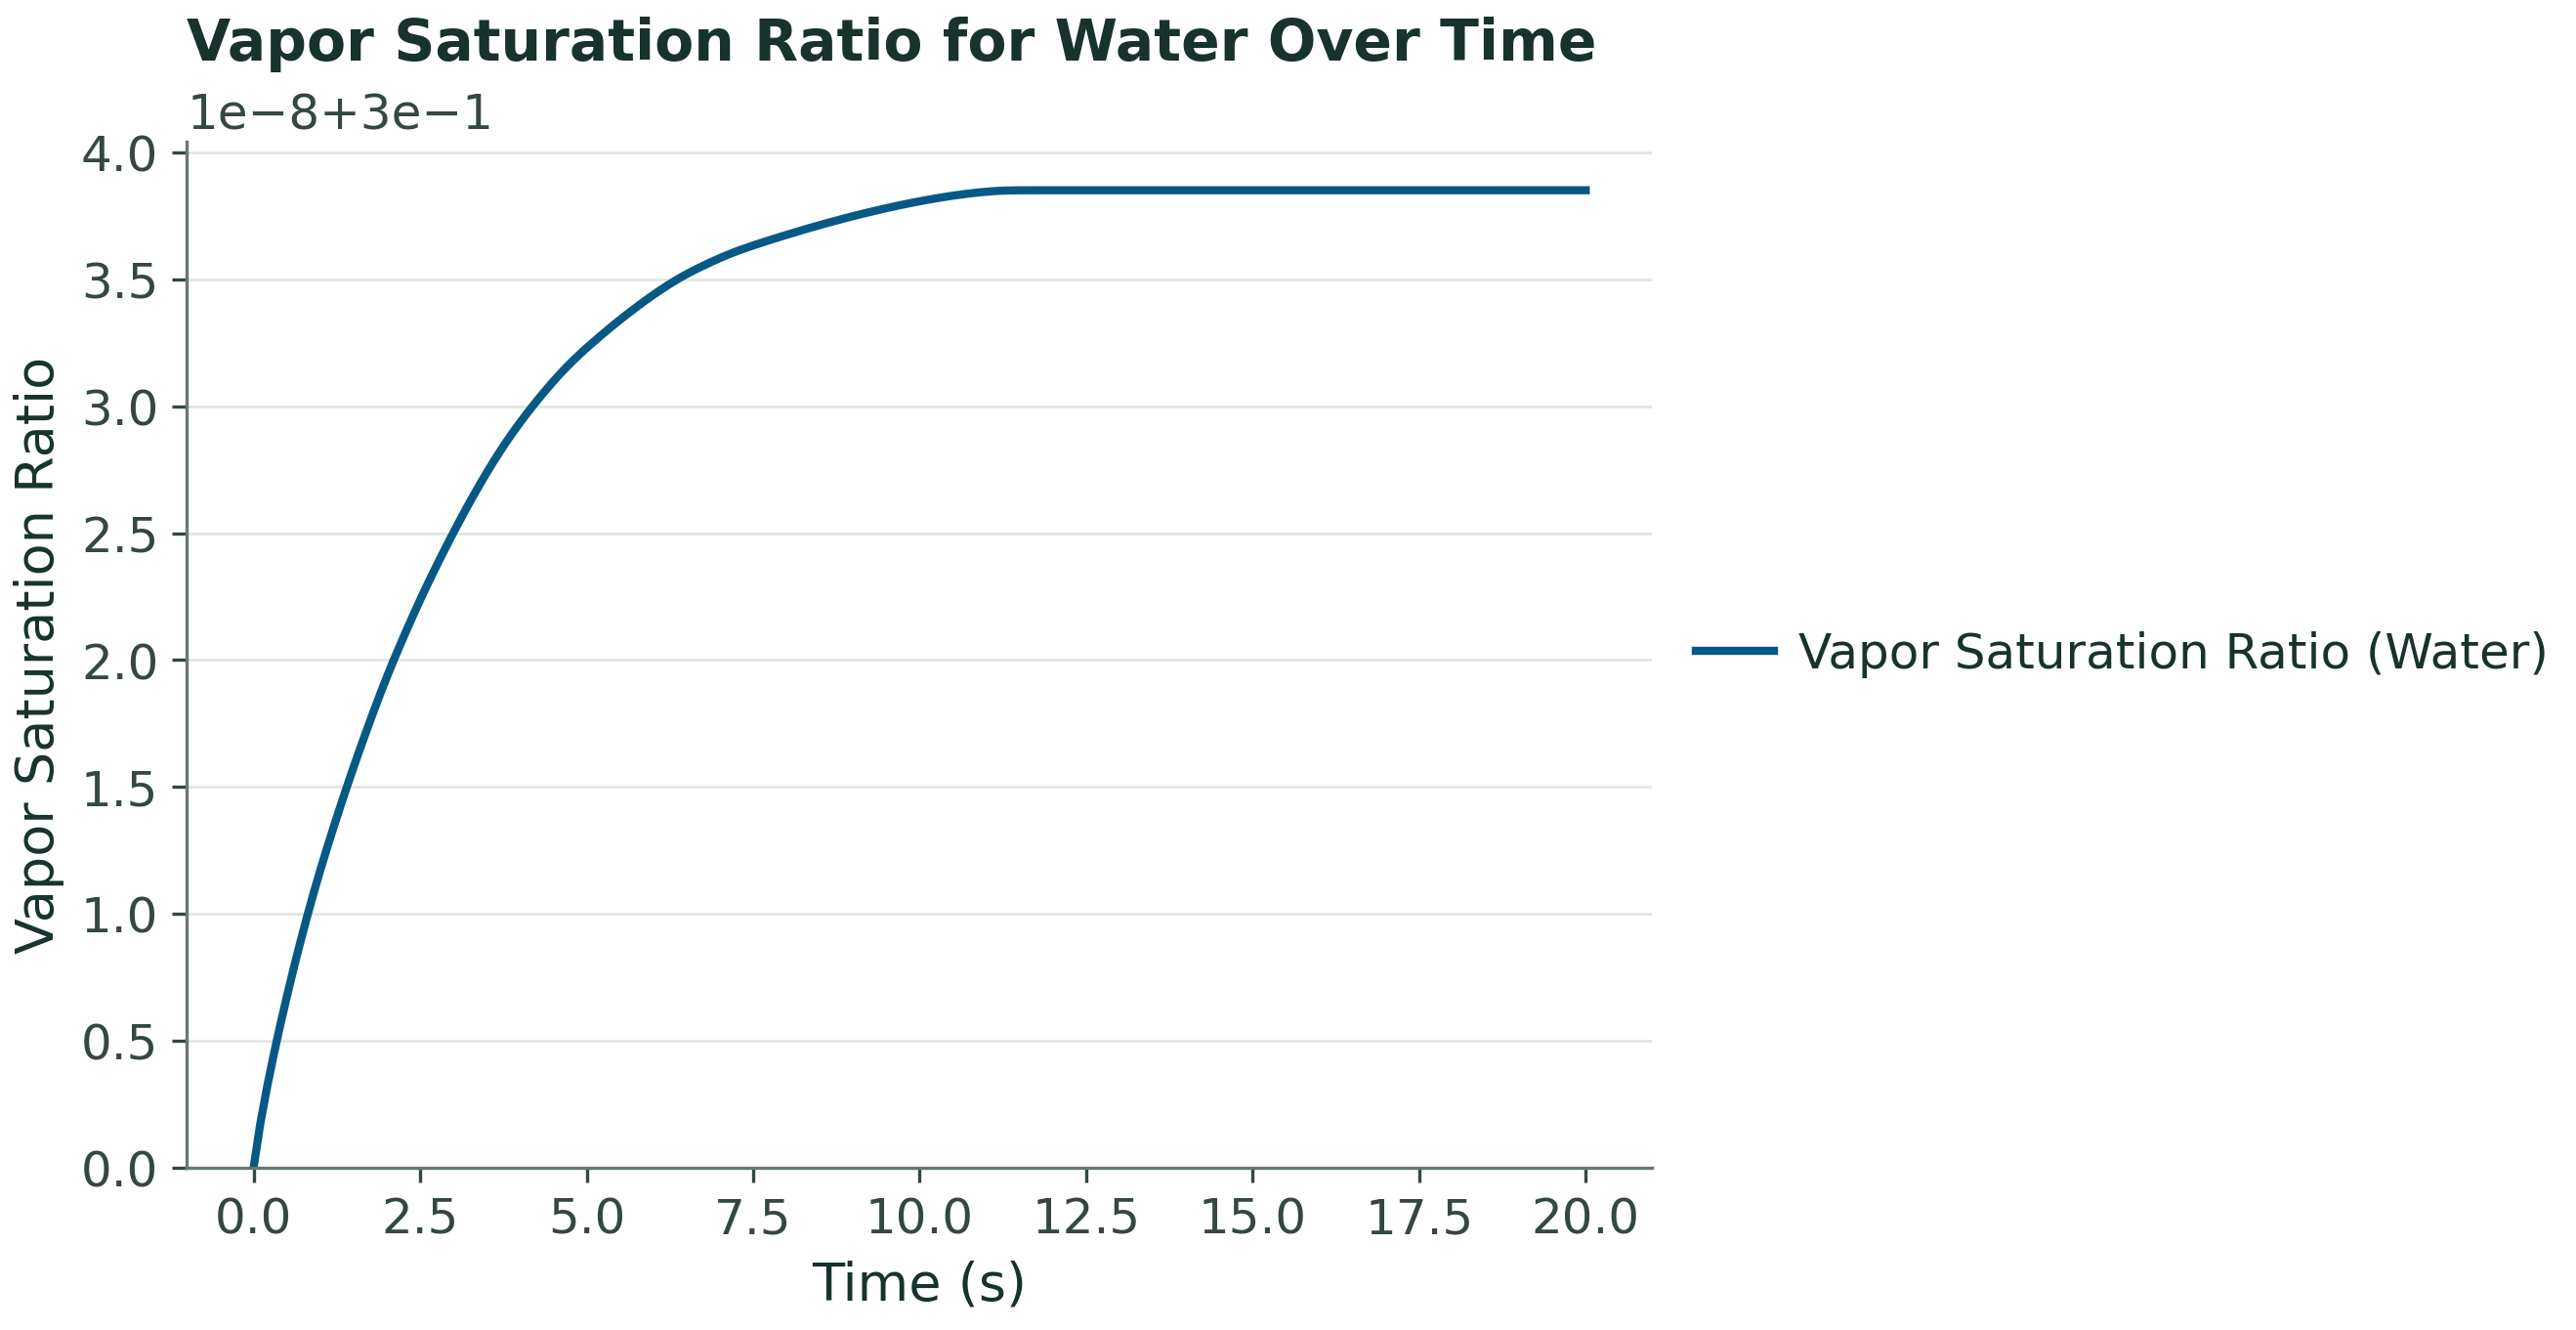 Vapor Saturation Ratio for Water Over Time
1e−8+3e−1
4.0
3.5
3.0
2.5
2.0
1.5
1.0
0.5
0.0
Vapor Saturation Ratio
0.0 2.5 5.0 7.5 10.0 12.5 15.0 17.5 20.0
Time (s)
Vapor Saturation Ratio (Water)